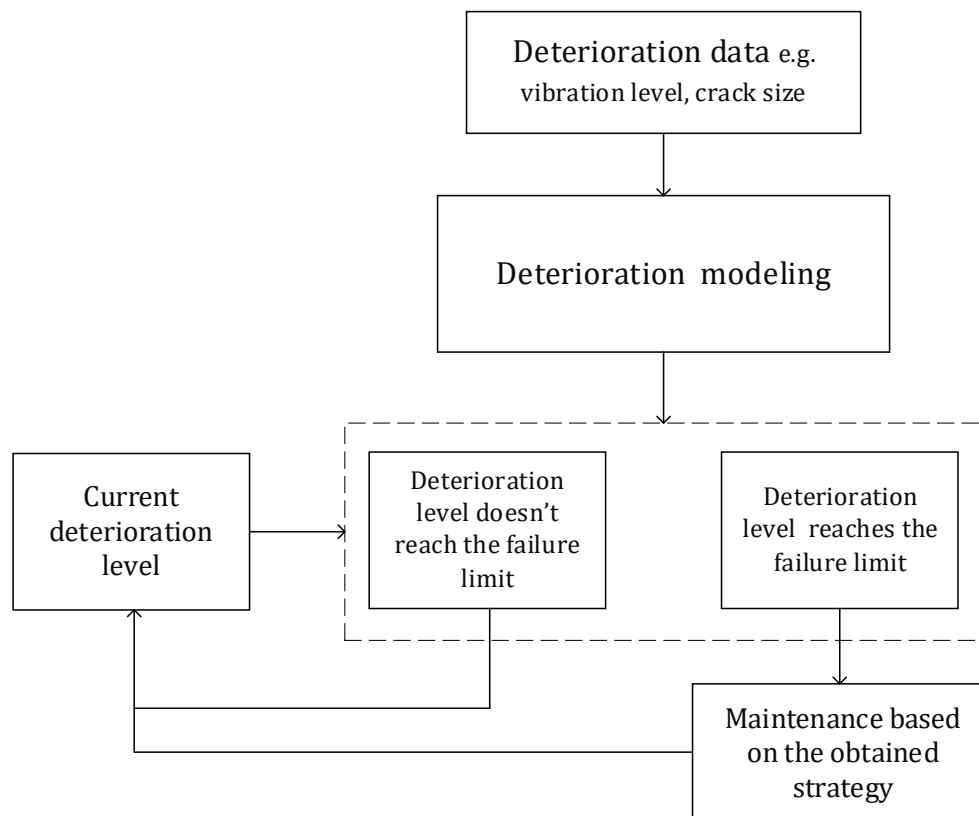 Deterioration data e.g.
vibration level, crack size
Deterioration modeling
Current
deterioration
level
Deterioration
level doesn’t
reach the failure
limit
Deterioration
level reaches the
failure limit
Maintenance based
on the obtained
strategy